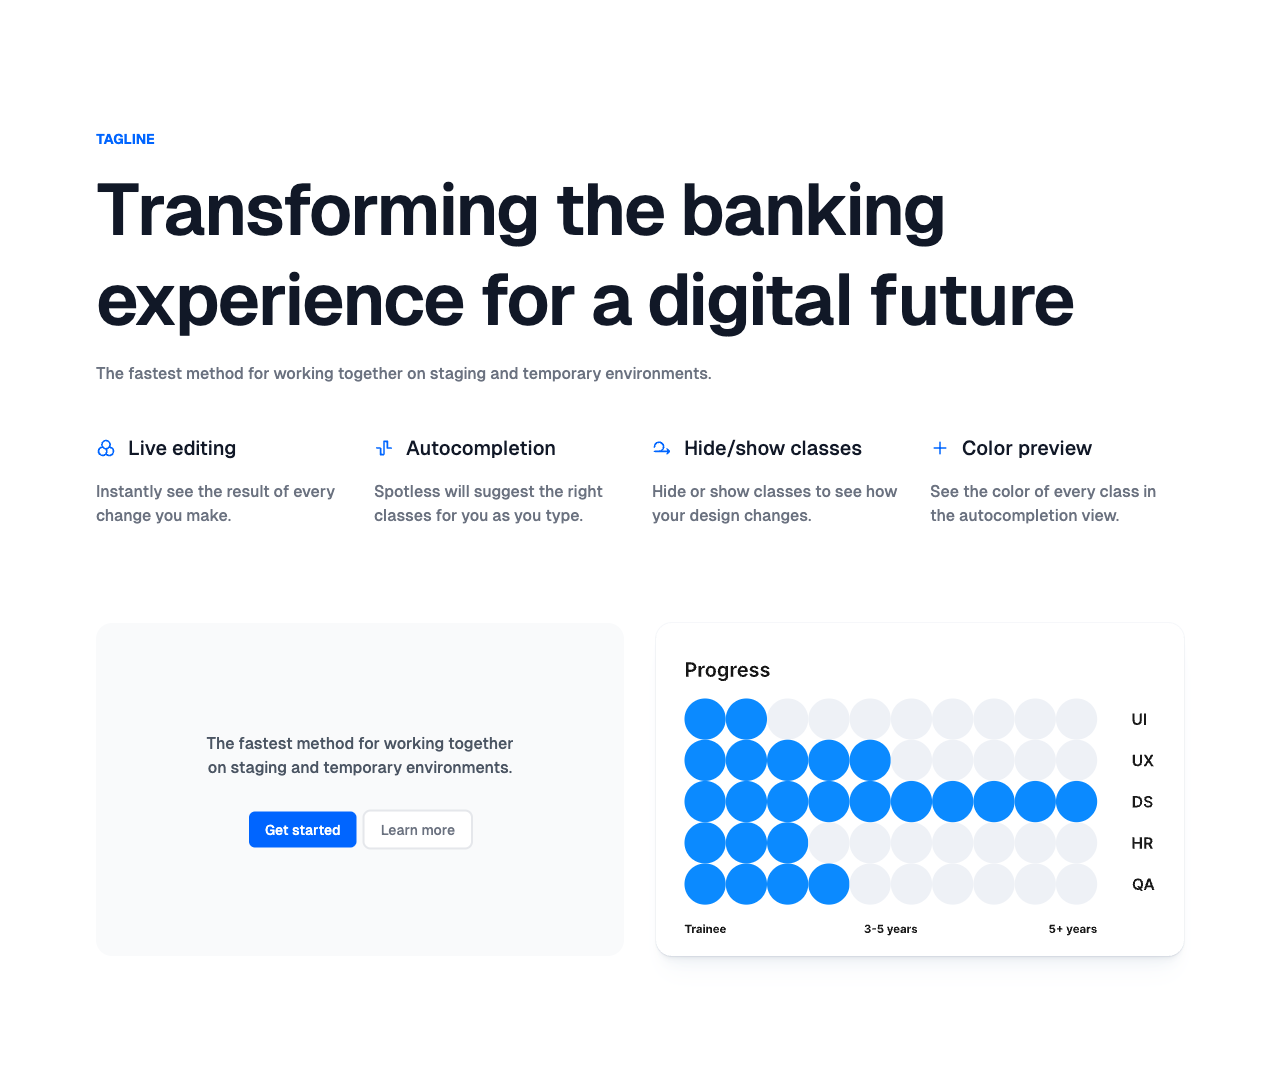 TAGLINE
Transforming the banking
experience for a digital future
The fastest method for working together on staging and temporary environments.
Live editing
Instantly see the result of every
change you make.
Autocompletion
Spotless will suggest the right
classes for you as you type.
Hide/show classes
Hide or show classes to see how
your design changes.
Color preview
See the color of every class in
the autocompletion view.
The fastest method for working together
on staging and temporary environments.
Get started
Learn more
Progress
UI
UX
DS
HR
QA
Trainee
3-5 years
5+ years